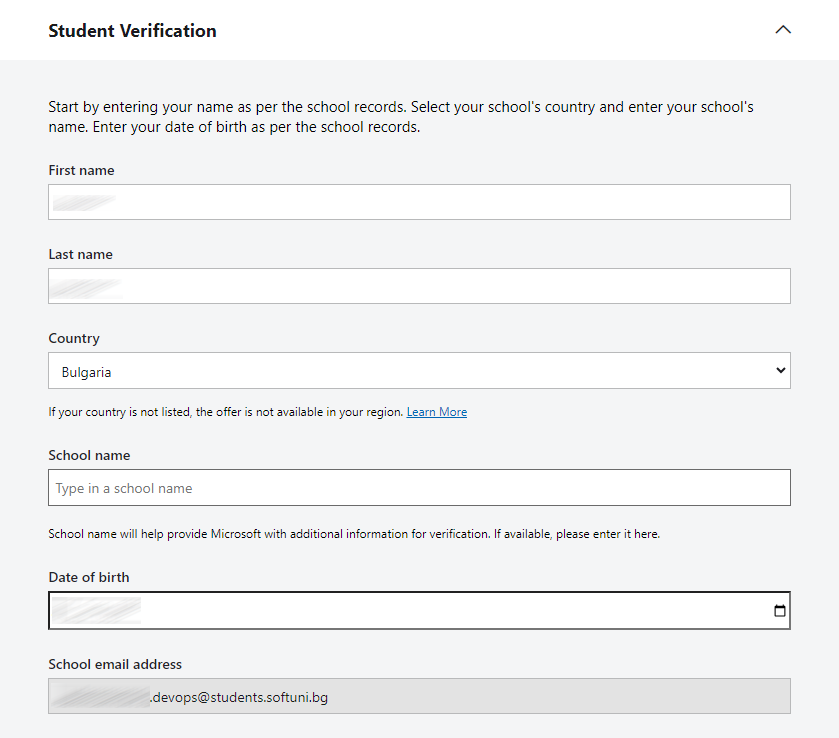 Student Verification
Start by entering your name as per the school records. Select your school's country and enter your school's
name. Enter your date of birth as per the school records.
First name
Last name
Country
Bulgaria
If your country is not listed, the offer is not available in your region. Learn More
School name
Type in a school name
School name will help provide Microsoft with additional information for verification. If available, please enter it here.
Date of birth
School email address
.devops@students.softuni.bg